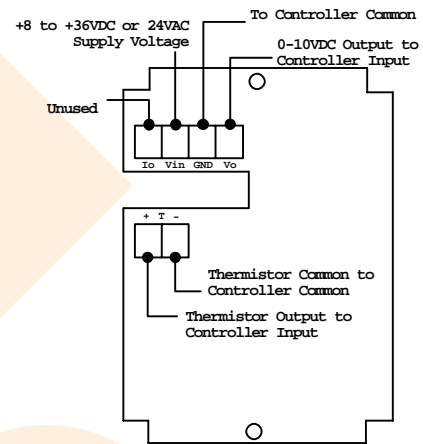 To Controller Common
+8 to +36VDC or 24VAC
Supply Voltage
0-10VDC Output to
Controller Input
Unused
Io Vin GND Vo
+ T -
Thermistor Common to
Controller Common
Thermistor Output to
Controller Input